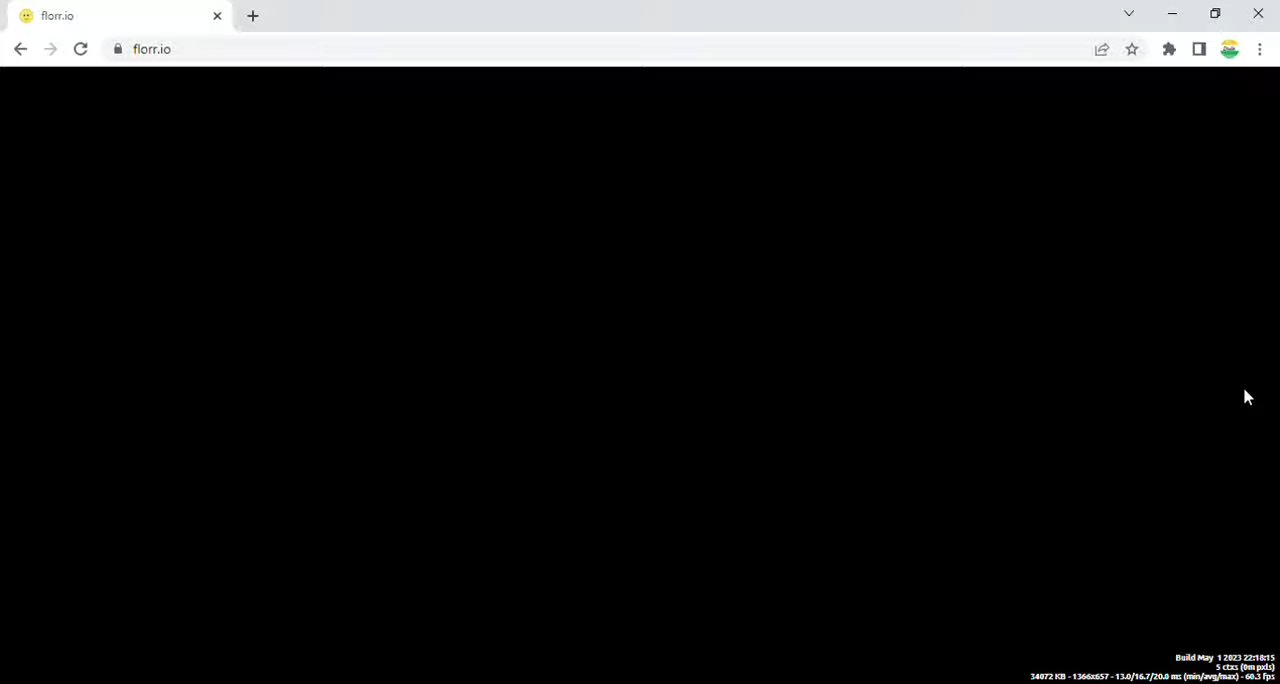 florr.io
florr.io
Build May 1 2023 22:18:15
5 ctxs (0m pxls)
34072 KB - 1366x657 - 13.0/16.7/20.0 ms (min/avg/max) - 60.3 fps